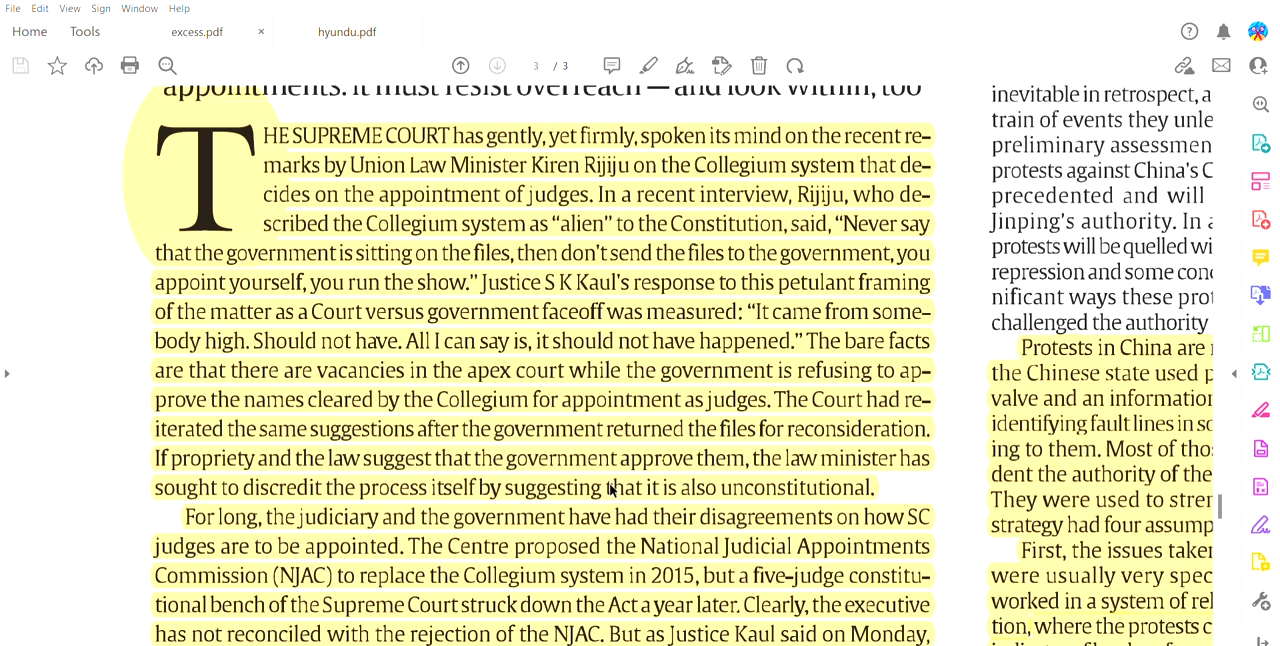 File Edit View Sign Window Help
Home Tools excess.pdf × hyundu.pdf
3 / 3
appointments. It must resist overreach — and look within, too
THE SUPREME COURT has gently, yet firmly, spoken its mind on the recent re-
marks by Union Law Minister Kiren Rijiju on the Collegium system that de-
cides on the appointment of judges. In a recent interview, Rijiju, who de-
scribed the Collegium system as “alien” to the Constitution, said, “Never say
that the government is sitting on the files, then don’t send the files to the government, you
appoint yourself, you run the show.” Justice S K Kaul’s response to this petulant framing
of the matter as a Court versus government faceoff was measured: “It came from some-
body high. Should not have. All I can say is, it should not have happened.” The bare facts
are that there are vacancies in the apex court while the government is refusing to ap-
prove the names cleared by the Collegium for appointment as judges. The Court had re-
iterated the same suggestions after the government returned the files for reconsideration.
If propriety and the law suggest that the government approve them, the law minister has
sought to discredit the process itself by suggesting that it is also unconstitutional.
For long, the judiciary and the government have had their disagreements on how SC
judges are to be appointed. The Centre proposed the National Judicial Appointments
Commission (NJAC) to replace the Collegium system in 2015, but a five-judge constitu-
tional bench of the Supreme Court struck down the Act a year later. Clearly, the executive
has not reconciled with the rejection of the NJAC. But as Justice Kaul said on Monday,
inevitable in retrospect, a
train of events they unle
preliminary assessmen
protests against China’s C
precedented and will
Jinping’s authority. In a
protests will be quelled wi
repression and some conc
nificant ways these prot
challenged the authority
Protests in China are
the Chinese state used p
valve and an information
identifying fault lines in so
ing to them. Most of tho
dent the authority of the
They were used to stren
strategy had four assump
First, the issues taken
were usually very spec
worked in a system of rel
tion, where the protests c